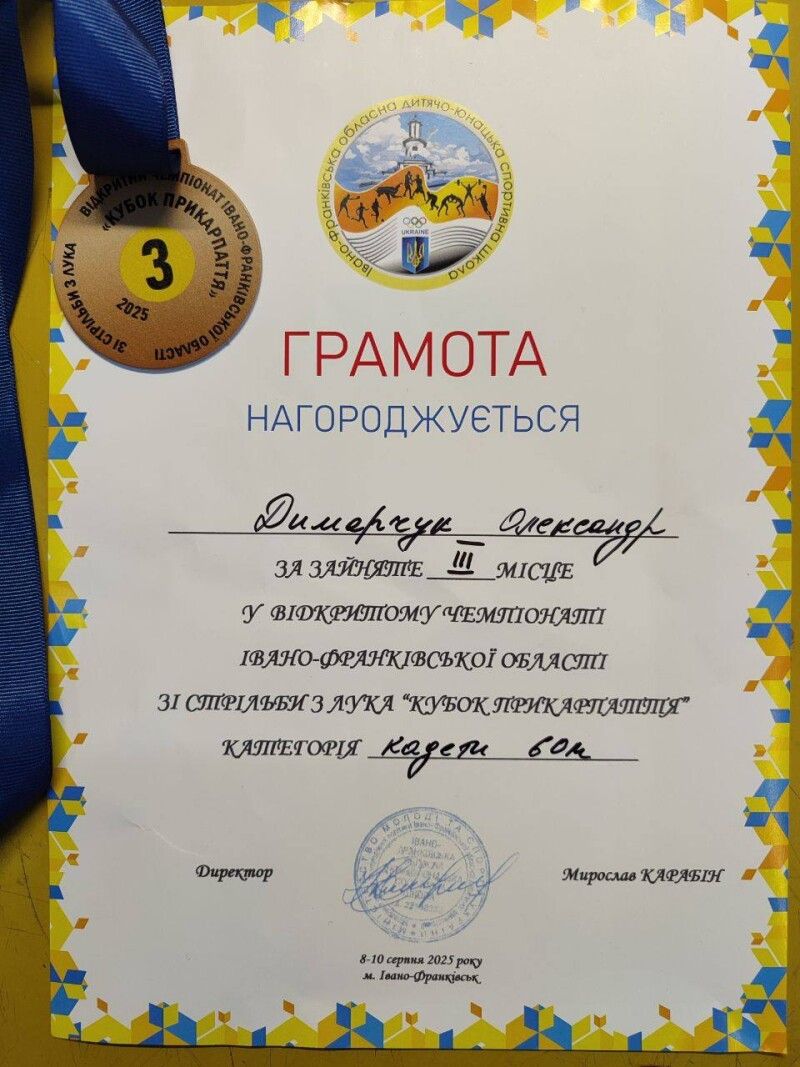 ІВАНО-ФРАНКІВСЬКА ОБЛАСНА ДИТЯЧО-ЮНАЦЬКА СПОРТИВНА ШКОЛА
UKRAINE
ВІДКРИТИЙ ЧЕМПІОНАТ ІВАНО-ФРАНКІВСЬКОЇ ОБЛАСТІ
ЗІ СТРІЛЬБИ З ЛУКА
«КУБОК ПРИКАРПАТТЯ»
3
2025
ГРАМОТА
НАГОРОДЖУЄТЬСЯ
Димарчук Олександр
ЗА ЗАЙНЯТЕ III МІСЦЕ
У ВІДКРИТОМУ ЧЕМПІОНАТІ
ІВАНО-ФРАНКІВСЬКОЇ ОБЛАСТІ
ЗІ СТРІЛЬБИ З ЛУКА “КУБОК ПРИКАРПАТТЯ”
КАТЕГОРІЯ кадети 60м
Директор
Мирослав КАРАБІН
8-10 серпня 2025 року
м. Івано-Франківськ